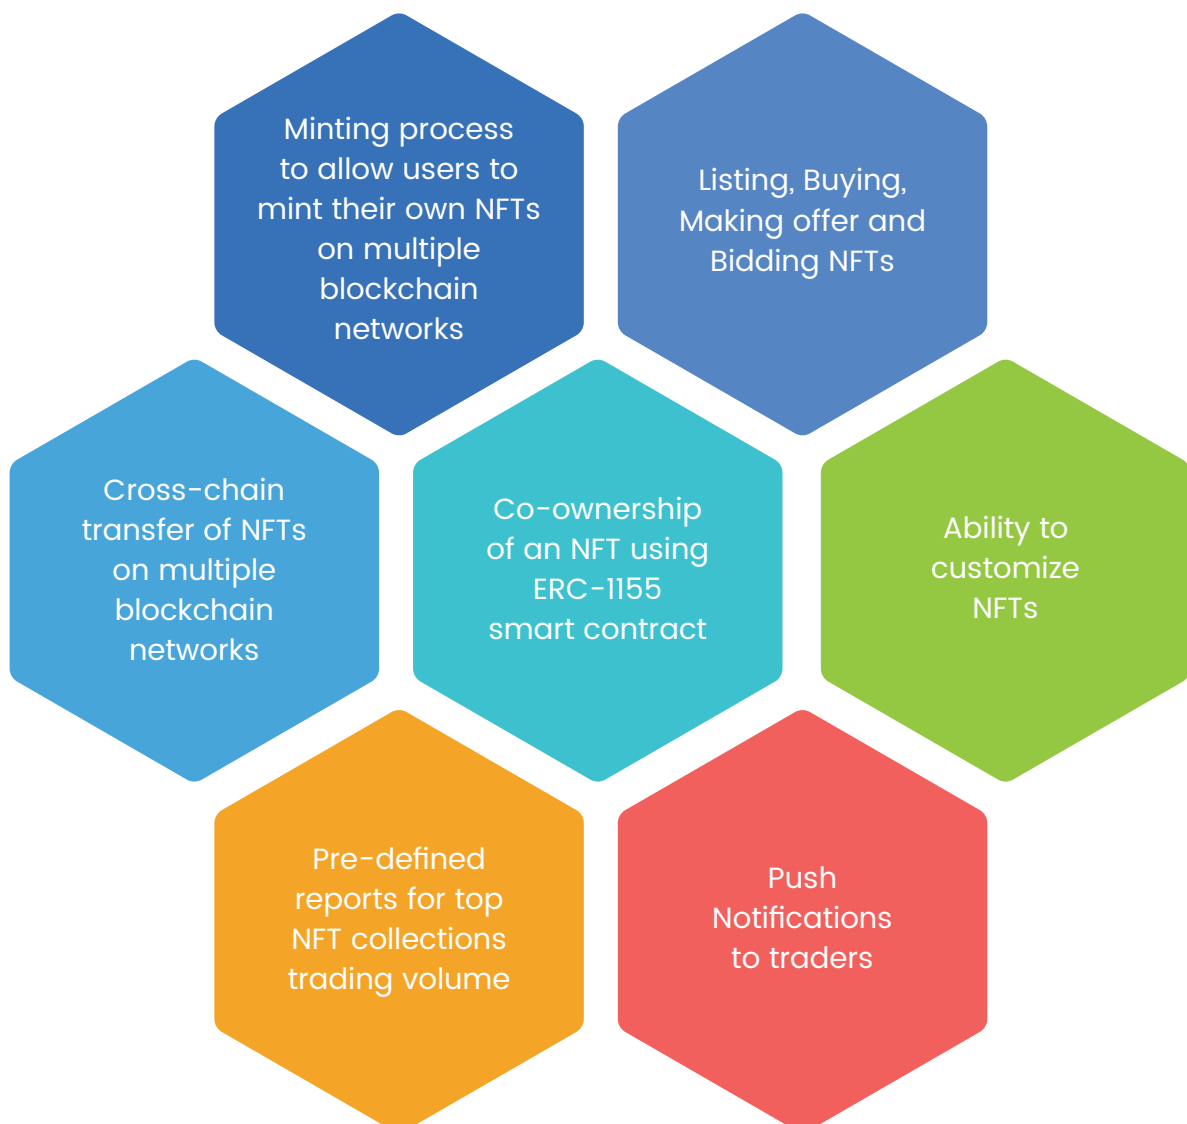 Minting process
to allow users to
mint their own NFTs
on multiple
blockchain
networks
Listing, Buying,
Making offer and
Bidding NFTs
Cross-chain
transfer of NFTs
on multiple
blockchain
networks
Co-ownership
of an NFT using
ERC-1155
smart contract
Ability to
customize
NFTs
Pre-defined
reports for top
NFT collections
trading volume
Push
Notifications
to traders